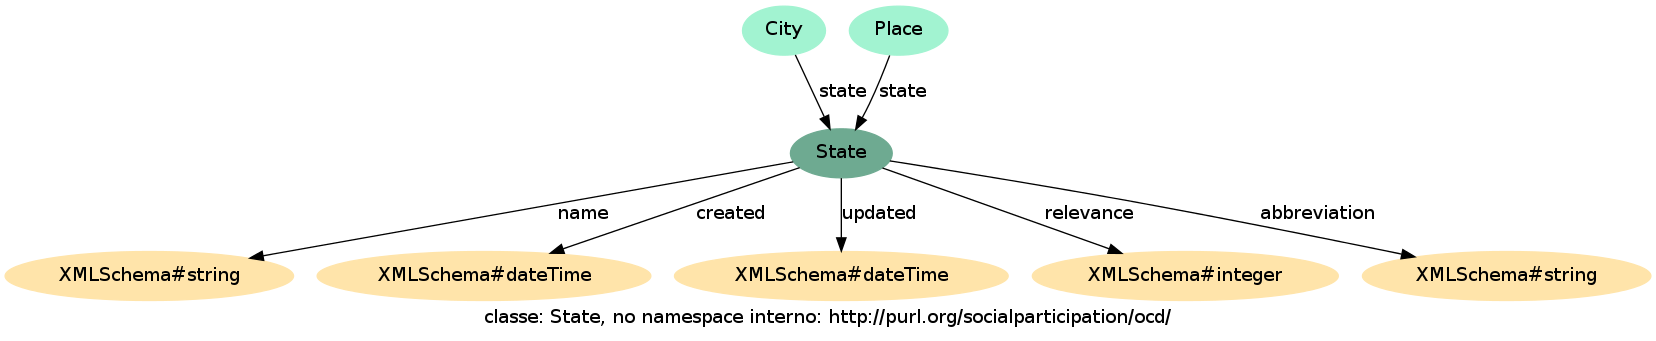 City
Place
state
state
State
name
created
updated
relevance
abbreviation
XMLSchema#string
XMLSchema#dateTime
XMLSchema#dateTime
XMLSchema#integer
XMLSchema#string
classe: State, no namespace interno: http://purl.org/socialparticipation/ocd/